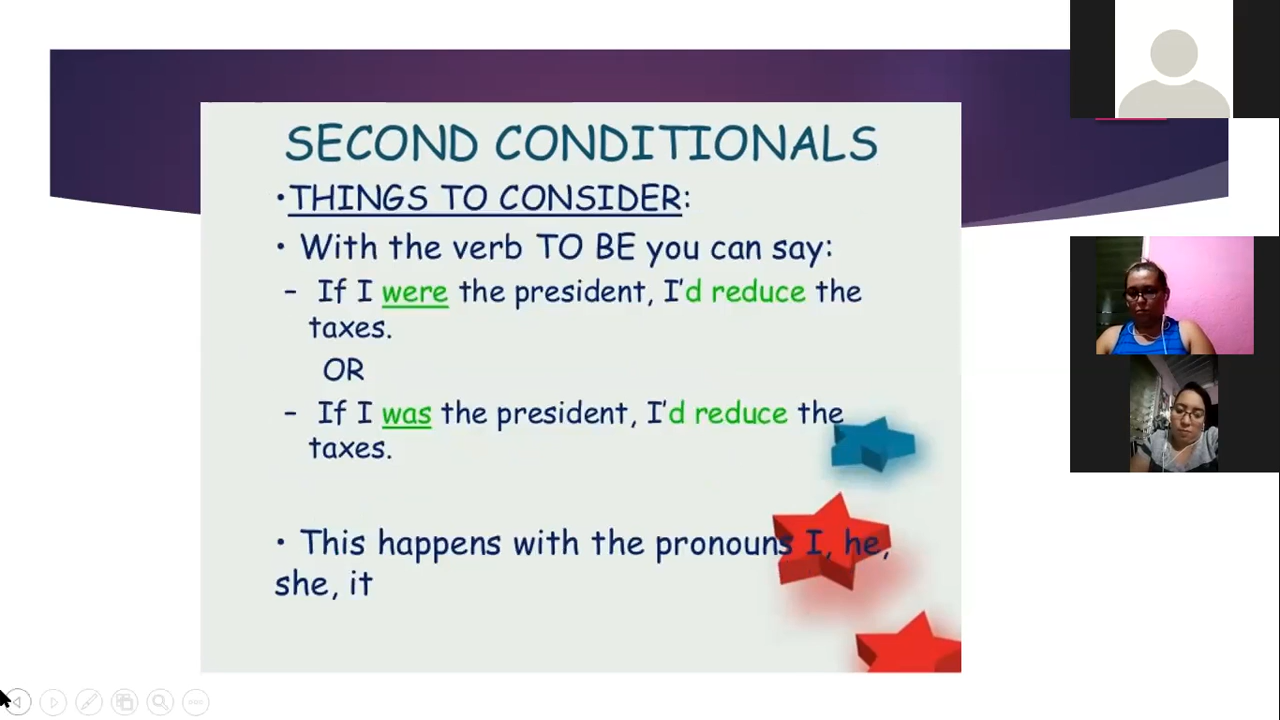 SECOND CONDITIONALS
•THINGS TO CONSIDER:
• With the verb TO BE you can say:
– If I were the president, I'd reduce the
taxes.
OR
– If I was the president, I'd reduce the
taxes.
• This happens with the pronouns I, he,
she, it